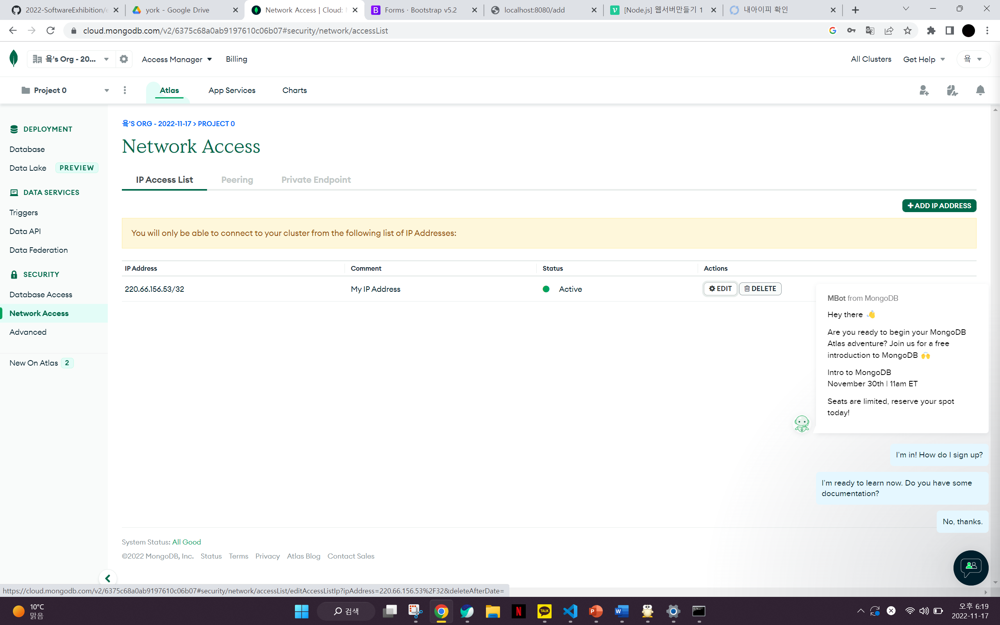 2022-SoftwareExhibition/e
york - Google Drive
Network Access | Cloud: M
Forms · Bootstrap v5.2
localhost:8080/add
[Node.js] 웹서버만들기 1
내아이피 확인
cloud.mongodb.com/v2/6375c68a0ab9197610c06b07#security/network/accessList
욕's Org - 20...
Access Manager
Billing
All Clusters
Get Help
욕
Project 0
Atlas
App Services
Charts
DEPLOYMENT
Database
Data Lake PREVIEW
DATA SERVICES
Triggers
Data API
Data Federation
SECURITY
Database Access
Network Access
Advanced
New On Atlas 2
욕'S ORG - 2022-11-17 > PROJECT 0
Network Access
IP Access List
Peering
Private Endpoint
+ ADD IP ADDRESS
You will only be able to connect to your cluster from the following list of IP Addresses:
IP Address Comment Status Actions
220.66.156.53/32 My IP Address Active EDIT DELETE
MBot from MongoDB
Hey there 👋
Are you ready to begin your MongoDB
Atlas adventure? Join us for a free
introduction to MongoDB 🙌
Intro to MongoDB
November 30th | 11am ET
Seats are limited, reserve your spot
today!
I'm in! How do I sign up?
I'm ready to learn now. Do you have some
documentation?
No, thanks.
System Status: All Good
©2022 MongoDB, Inc. Status Terms Privacy Atlas Blog Contact Sales
https://cloud.mongodb.com/v2/6375c68a0ab9197610c06b07#security/network/accessList/editAccessListIp?ipAddress=220.66.156.53%2F32&deleteAfterDate=
10°C
맑음
검색
TALK
오후 6:19
2022-11-17